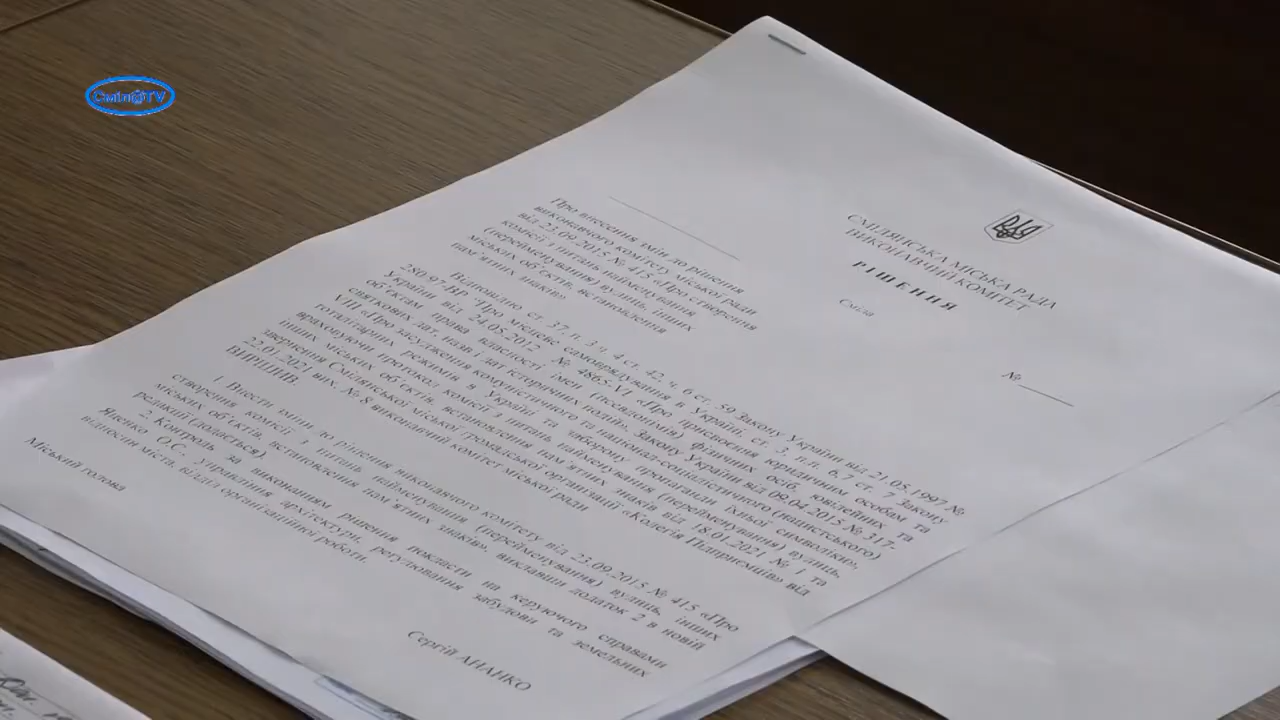 Сміл@TV
СМІЛЯНСЬКА МІСЬКА РАДА
ВИКОНАВЧИЙ КОМІТЕТ
РІШЕННЯ
Сміла
№
Про внесення змін до рішення
виконавчого комітету міської ради
від 23.09.2015 № 415 «Про створення
комісії з питань найменування
(перейменування) вулиць, інших
міських об'єктів, встановлення
пам'ятних знаків»
Відповідно ст. 37, п. 3 ч. 4 ст. 42, ч. 6 ст. 59 Закону України від 21.05.1997 №
280/97-ВР "Про місцеве самоврядування в Україні, ст. 3, п.п. 6,7 ст. 7 Закону
України від 24.05.2012 № 4865-VI «Про присвоєння юридичним особам та
об'єктам права власності імен (псевдонімів) фізичних осіб, ювілейних та
святкових дат, назв і дат історичних подій», Закону України від 09.04.2015 № 317-
VIII «Про засудження комуністичного та націонал-соціалістичного (нацистського)
тоталітарних режимів в Україні та заборону пропаганди їхньої символіки»,
враховуючи протокол комісії з питань найменування (перейменування) вулиць,
інших міських об'єктів, встановлення пам'ятних знаків від 18.01.2021 № 1 та
звернення Смілянської міської громадської організації «Колегія Підприємців» від
22.01.2021 вих. № 8 виконавчий комітет міської ради
ВИРІШИВ:
1. Внести зміни до рішення виконавчого комітету від 23.09.2015 № 415 «Про
створення комісії з питань найменування (перейменування) вулиць, інших
міських об'єктів, встановлення пам'ятних знаків», виклавши додаток 2 в новій
редакції (додається).
2. Контроль за виконанням рішення покласти на керуючого справами
Яценко О.С., управління архітектури, регулювання забудови та земельних
відносин міста, відділ організаційної роботи.
Міський голова
Сергій АНАНКО